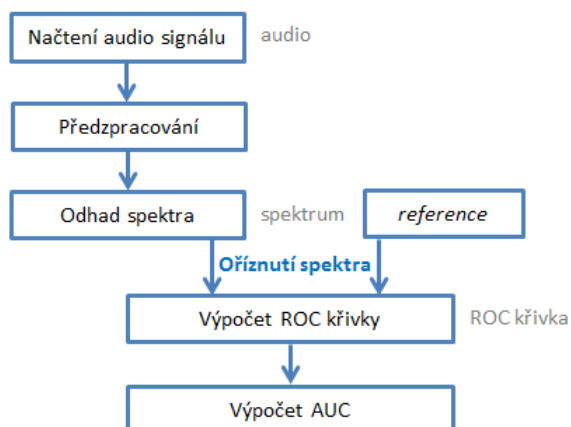 Načtení audio signálu
audio
Předzpracování
Odhad spektra
spektrum
reference
Oříznutí spektra
Výpočet ROC křivky
ROC křivka
Výpočet AUC